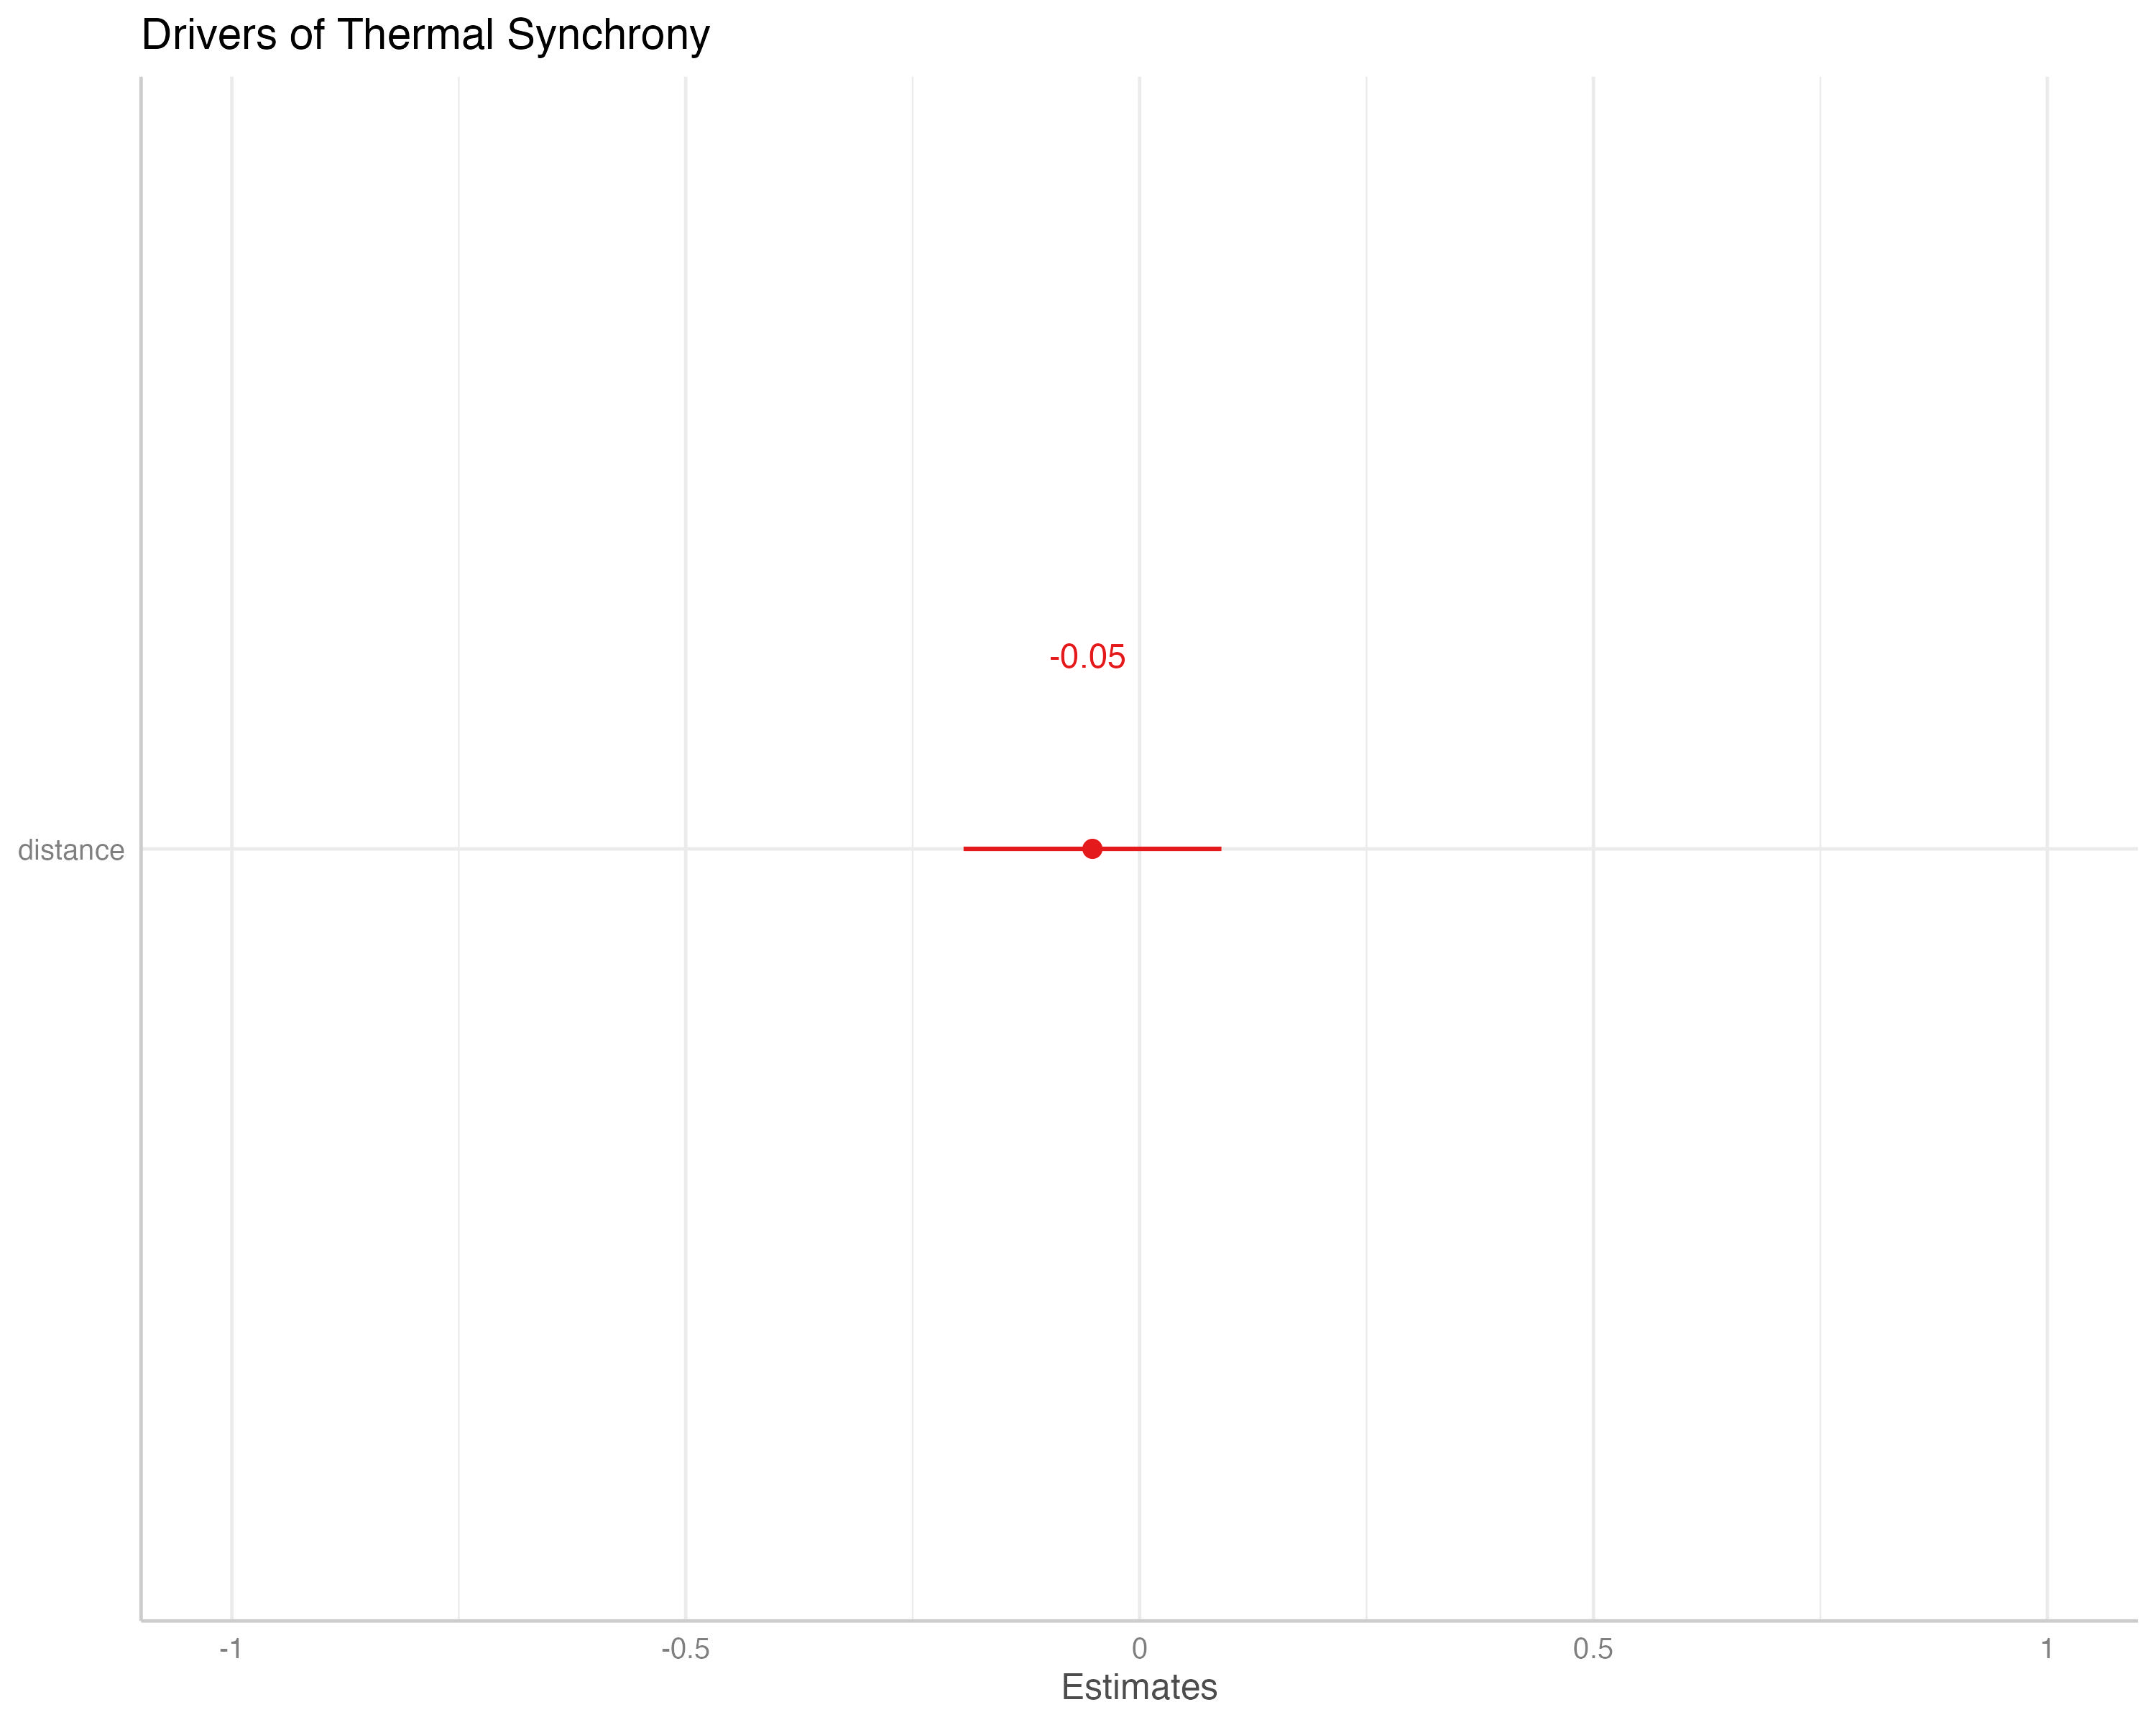 Drivers of Thermal Synchrony
-0.05
distance
-1 -0.5 0 0.5 1
Estimates